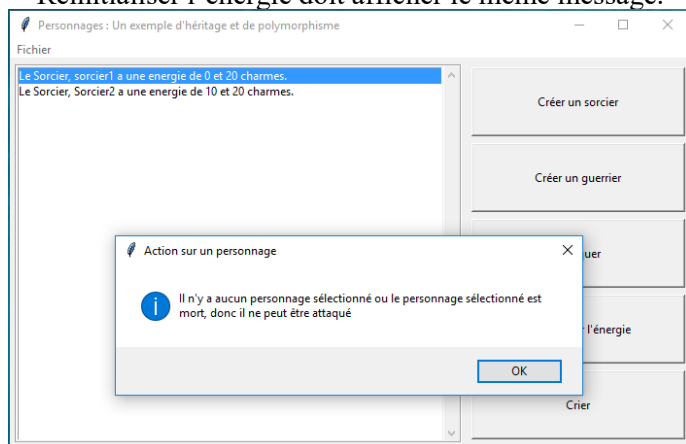 Réinitialiser l'énergie doit afficher le même message.
Personnages : Un exemple d'héritage et de polymorphisme
Fichier
Le Sorcier, sorcier1 a une energie de 0 et 20 charmes.
Le Sorcier, Sorcier2 a une energie de 10 et 20 charmes.
Créer un sorcier
Créer un guerrier
Action sur un personnage
uer
Il n'y a aucun personnage sélectionné ou le personnage sélectionné est
mort, donc il ne peut être attaqué
l'énergie
OK
Crier